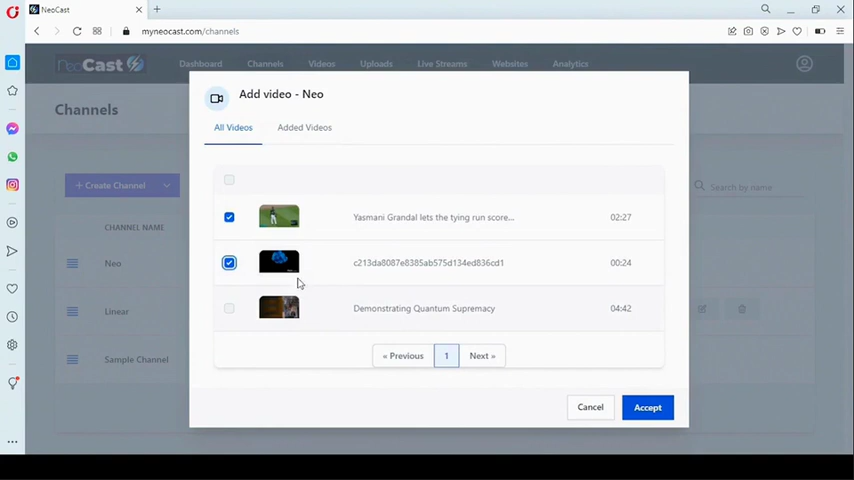 NeoCast
myneocast.com/channels
NeoCast
Dashboard
Channels
Videos
Uploads
Live Streams
Websites
Analytics
Channels
+ Create Channel
Search by name
CHANNEL NAME
Neo
Linear
Sample Channel
Add video - Neo
All Videos
Added Videos
Yasmani Grandal lets the tying run score...
02:27
c213da8087e8385ab575d134ed836cd1
00:24
Demonstrating Quantum Supremacy
04:42
« Previous
1
Next »
Cancel
Accept